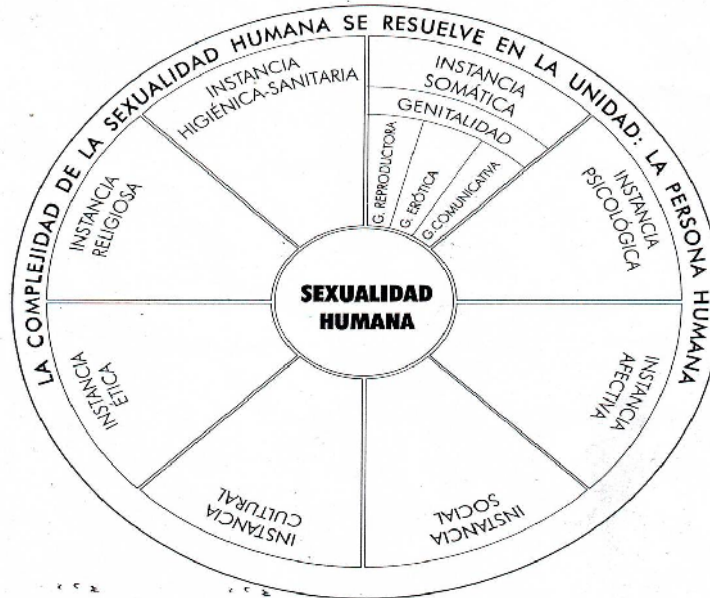 LA COMPLEJIDAD DE LA SEXUALIDAD HUMANA SE RESUELVE EN LA UNIDAD: LA PERSONA HUMANA
INSTANCIA
HIGIÉNICA-SANITARIA
INSTANCIA
SOMÁTICA
GENITALIDAD
G. REPRODUCTORA
G. ERÓTICA
G.COMUNICATIVA
INSTANCIA
PSICOLÓGICA
INSTANCIA
AFECTIVA
INSTANCIA
SOCIAL
INSTANCIA
CULTURAL
INSTANCIA
ETICA
INSTANCIA
RELIGIOSA
SEXUALIDAD
HUMANA